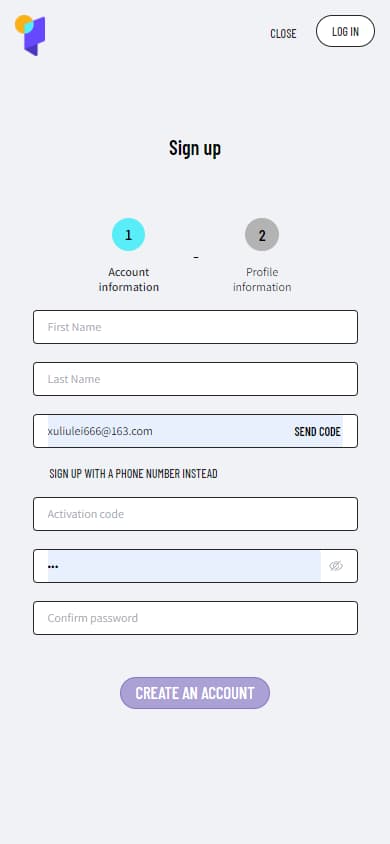 CLOSE
LOG IN
Sign up
1
2
-
Account
information
Profile
information
First Name
Last Name
xuliulei666@163.com
SEND CODE
SIGN UP WITH A PHONE NUMBER INSTEAD
Activation code
•••
Confirm password
CREATE AN ACCOUNT